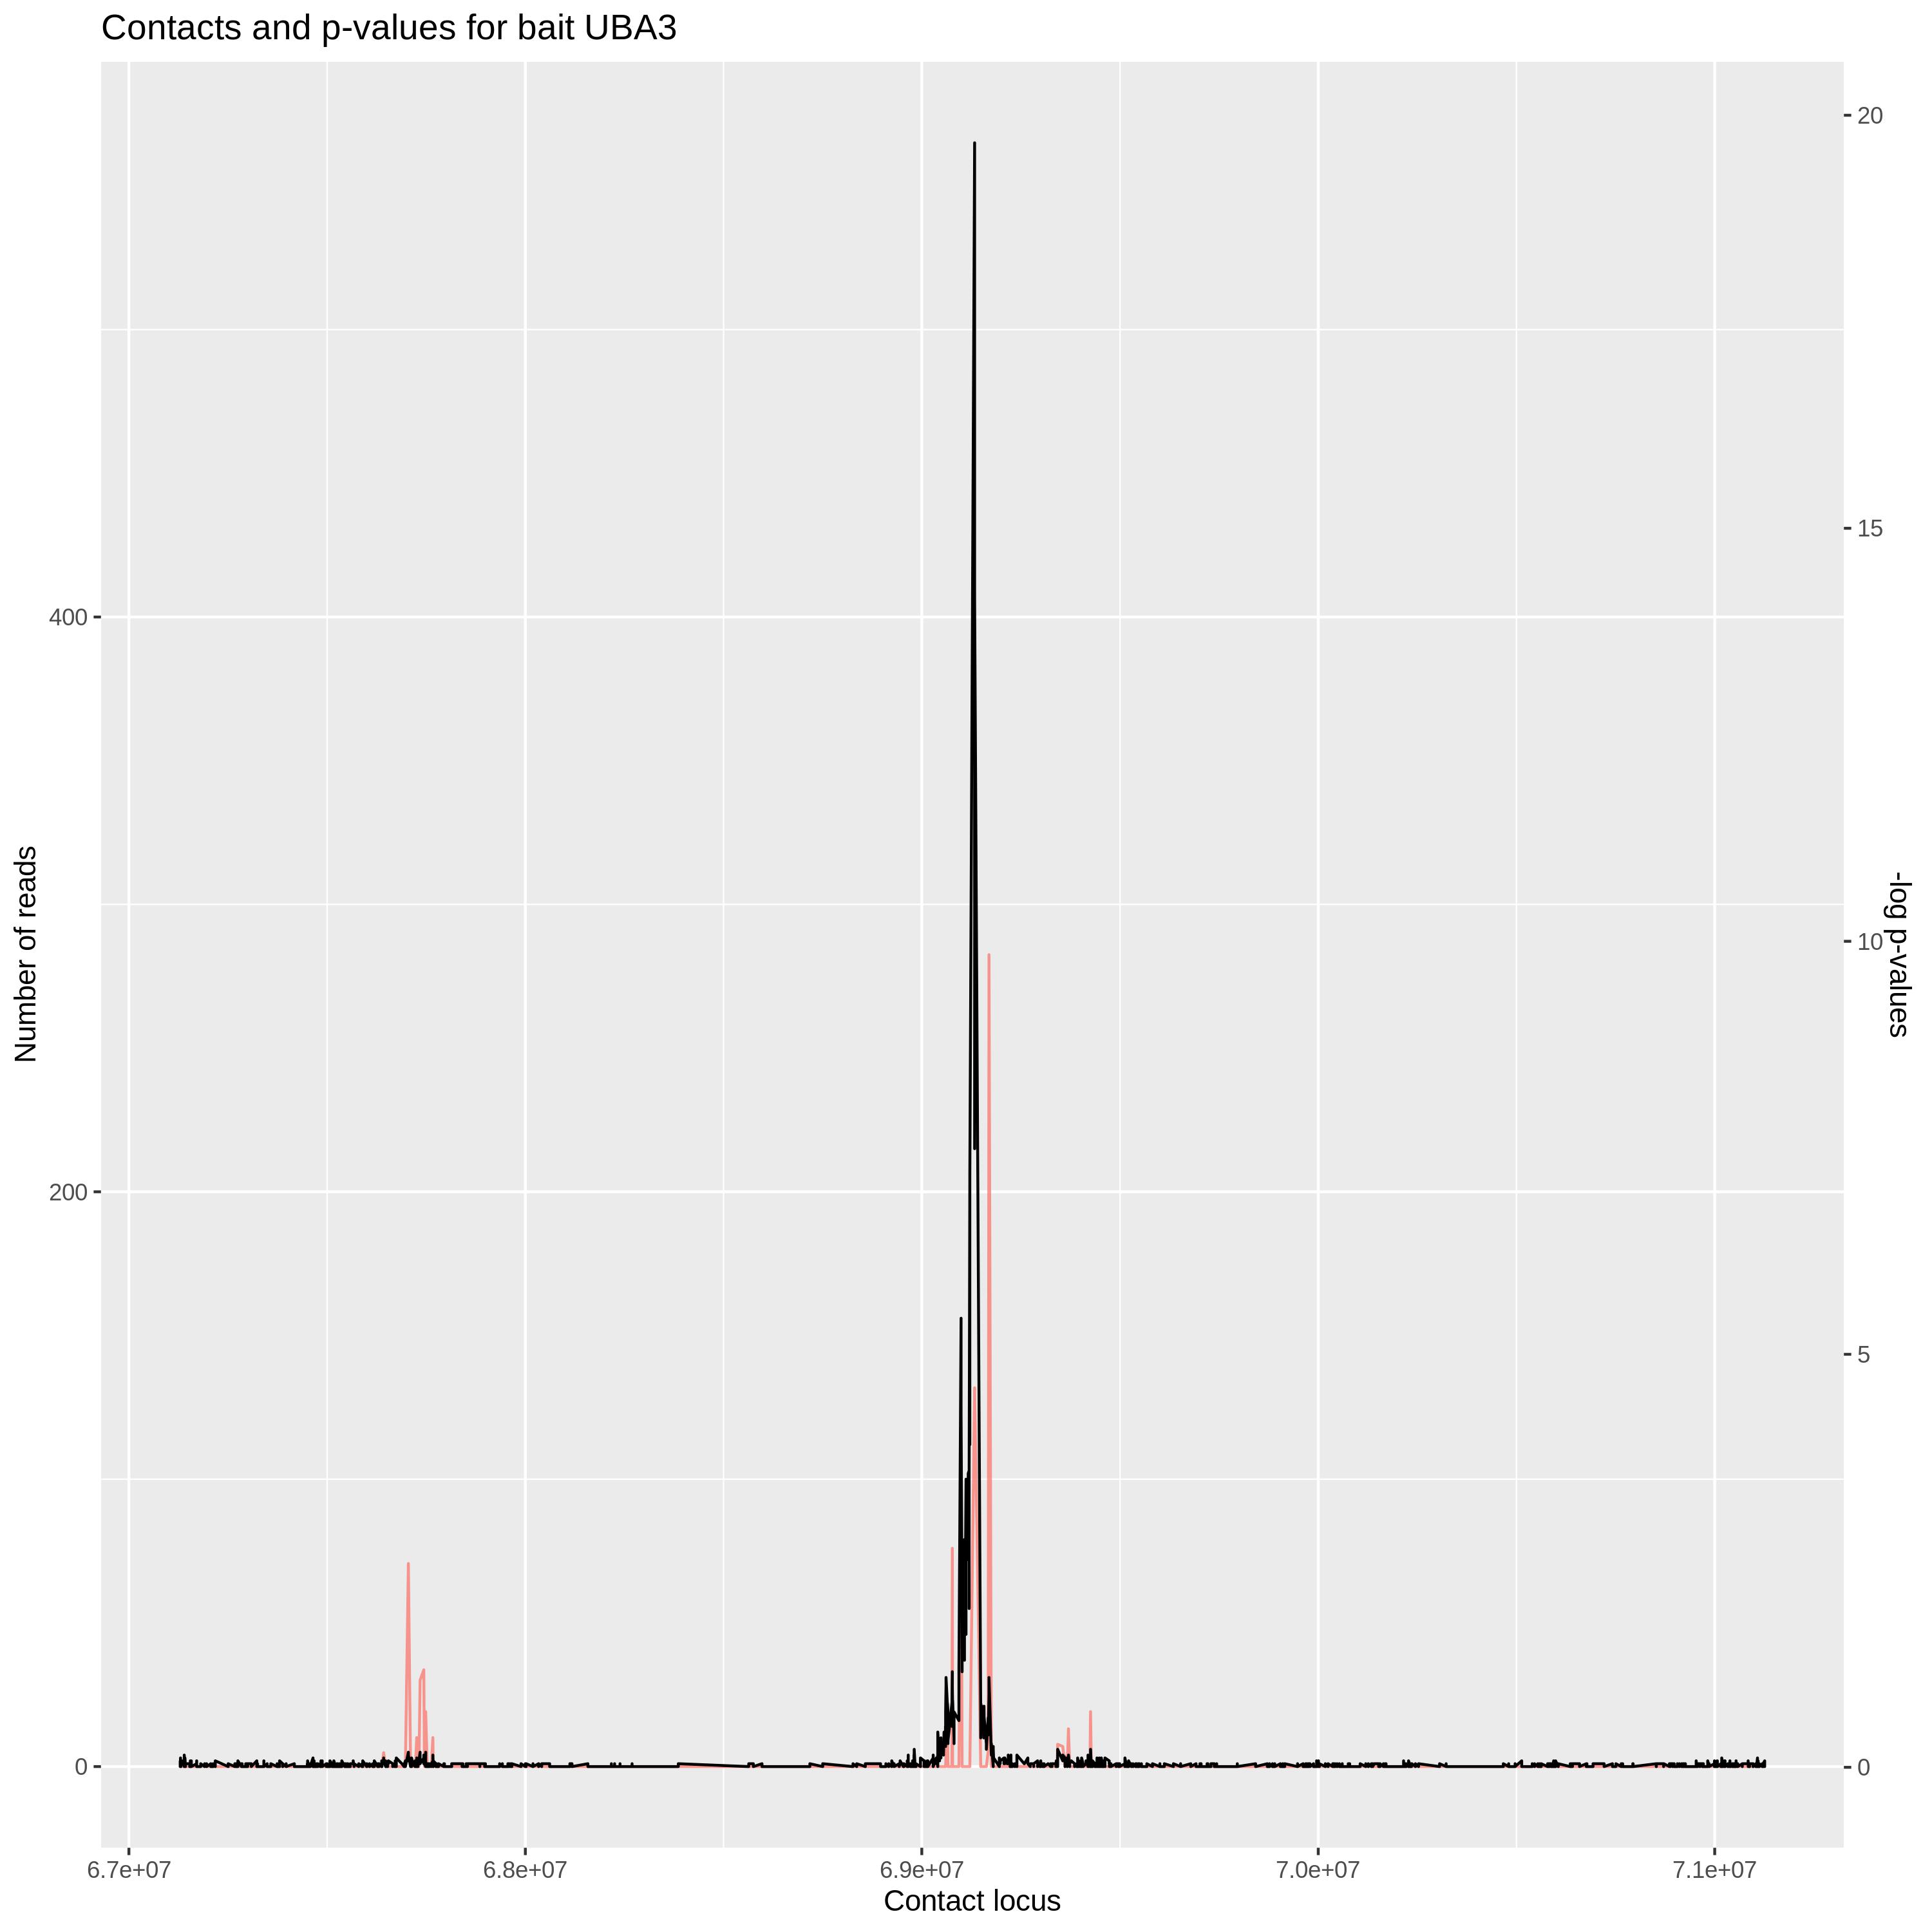 Contacts and p-values for bait UBA3
Number of reads
400
200
0
20
15
10
5
0
-log p-values
6.7e+07
6.8e+07
6.9e+07
7.0e+07
7.1e+07
Contact locus